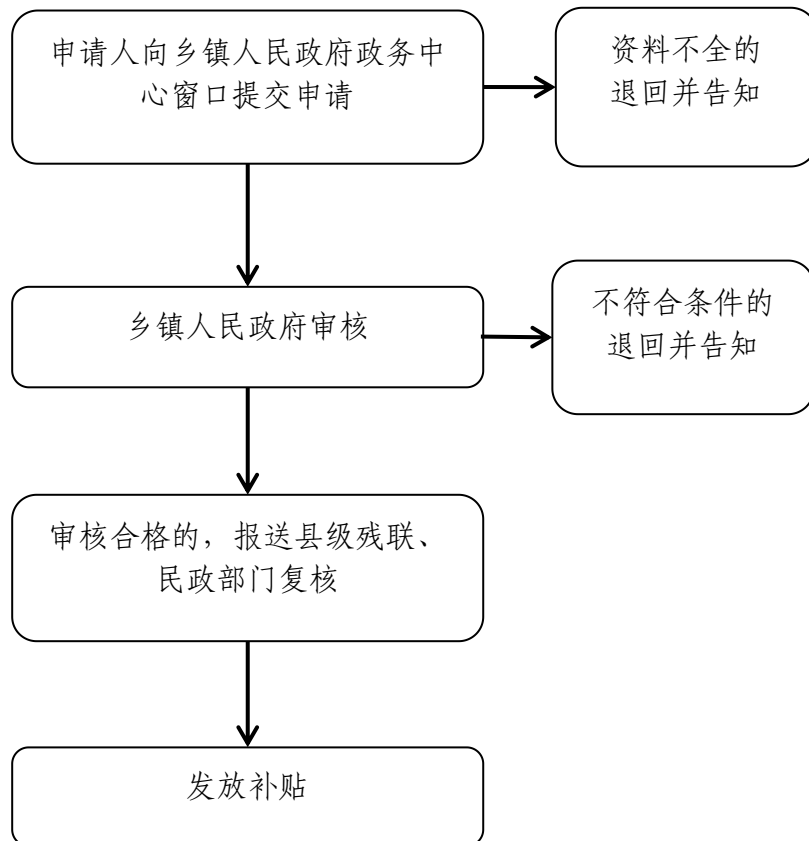 申请人向乡镇人民政府政务中
心窗口提交申请
资料不全的
退回并告知
乡镇人民政府审核
不符合条件的
退回并告知
审核合格的，报送县级残联、
民政部门复核
发放补贴